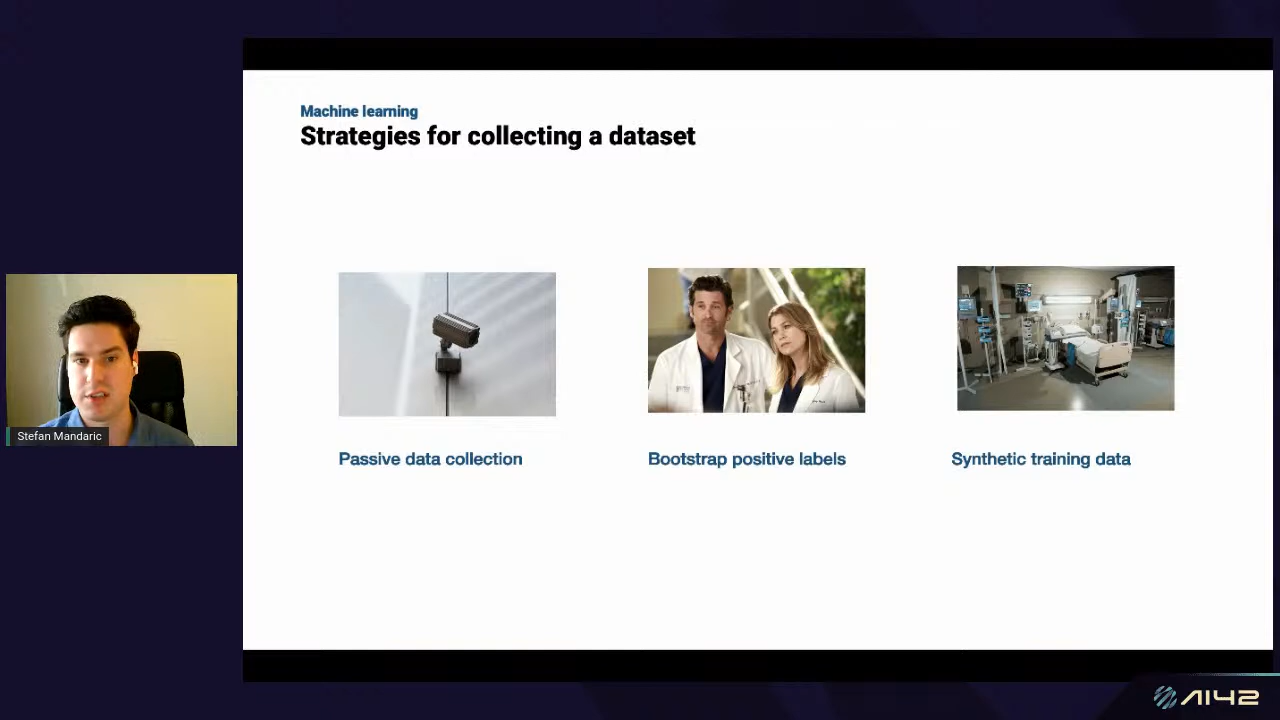 Machine learning
Strategies for collecting a dataset
Passive data collection
Bootstrap positive labels
Synthetic training data
Stefan Mandaric
AI42